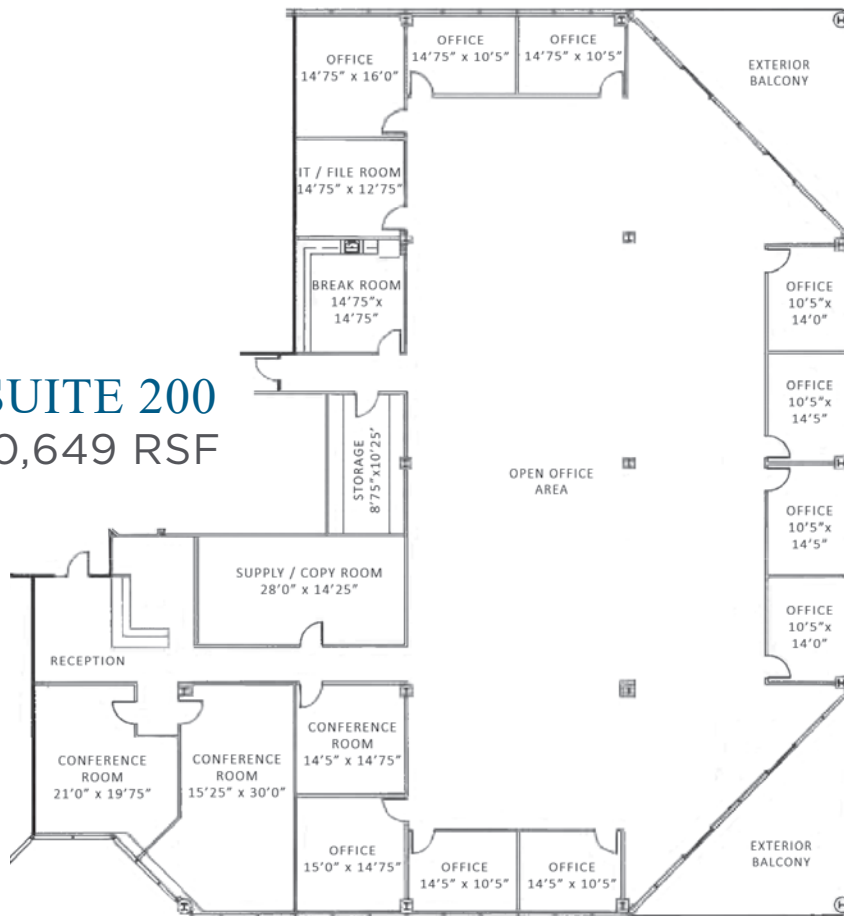 OFFICE
14'75" x 16'0"
OFFICE
14'75" x 10'5"
OFFICE
14'75" x 10'5"
EXTERIOR
BALCONY
IT / FILE ROOM
14'75" x 12'75"
BREAK ROOM
14'75"x
14'75"
OFFICE
10'5"x
14'0"
SUITE 200
0,649 RSF
OFFICE
10'5"x
14'5"
STORAGE
8'75"x10'25'
OPEN OFFICE
AREA
OFFICE
10'5"x
14'5"
SUPPLY / COPY ROOM
28'0" x 14'25"
OFFICE
10'5"x
14'0"
RECEPTION
CONFERENCE
ROOM
21'0" x 19'75"
CONFERENCE
ROOM
15'25" x 30'0"
CONFERENCE
ROOM
14'5" x 14'75"
OFFICE
15'0" x 14'75"
OFFICE
14'5" x 10'5"
OFFICE
14'5" x 10'5"
EXTERIOR
BALCONY